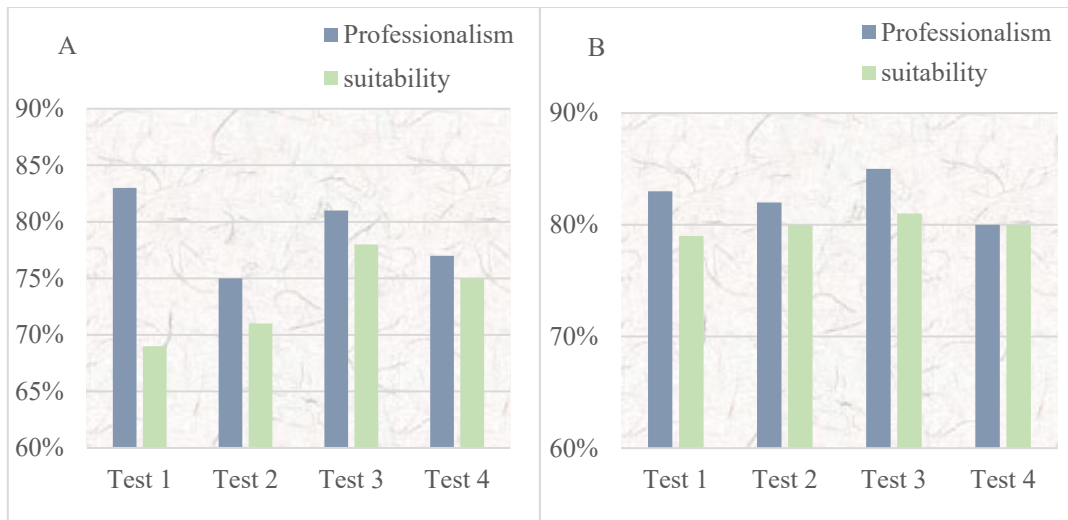 A
Professionalism
suitability
90%
85%
80%
75%
70%
65%
60%
Test 1 Test 2 Test 3 Test 4
B
Professionalism
suitability
90%
80%
70%
60%
Test 1 Test 2 Test 3 Test 4